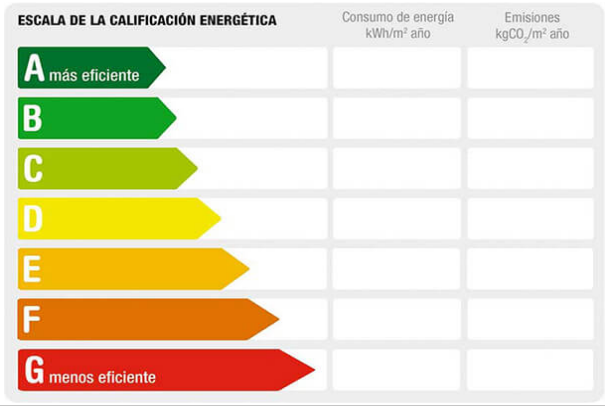 ESCALA DE LA CALIFICACIÓN ENERGÉTICA
Consumo de energía
kWh/m² año
Emisiones
kgCO₂/m² año
A más eficiente
B
C
D
E
F
G menos eficiente